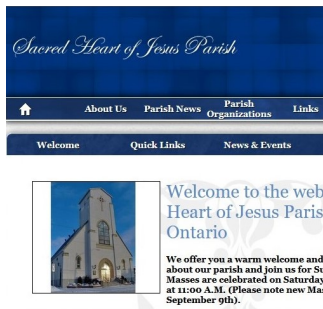 Sacred Heart of Jesus Parish
About Us Parish News Parish Organizations Links
Welcome Quick Links News & Events
Welcome to the web
Heart of Jesus Paris
Ontario
We offer you a warm welcome and
about our parish and join us for Su
Masses are celebrated on Saturday
at 11:00 A.M. (Please note new Mas
September 9th).